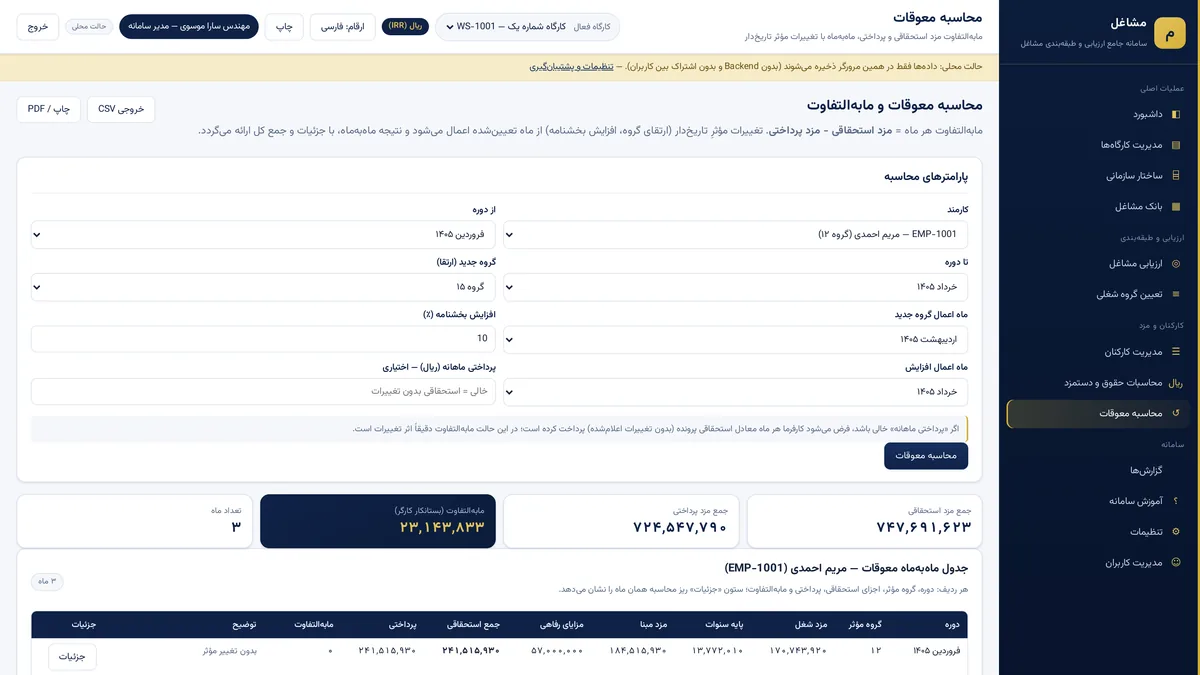 م
مشاغل
سامانه جامع ارزیابی و طبقه‌بندی مشاغل
عملیات اصلی
داشبورد
مدیریت کارگاه‌ها
ساختار سازمانی
بانک مشاغل
ارزیابی و طبقه‌بندی
ارزیابی مشاغل
تعیین گروه شغلی
کارکنان و مزد
مدیریت کارکنان
ریال محاسبات حقوق و دستمزد
محاسبه معوقات
سامانه
گزارش‌ها
؟ آموزش سامانه
تنظیمات
مدیریت کاربران
محاسبه معوقات
مابه‌التفاوت مزد استحقاقی و پرداختی، ماه‌به‌ماه با تغییرات مؤثر تاریخ‌دار
کارگاه فعال کارگاه شماره یک — WS-1001
ریال (IRR)
ارقام: فارسی
چاپ
مهندس سارا موسوی — مدیر سامانه
حالت محلی
خروج
حالت محلی: داده‌ها فقط در همین مرورگر ذخیره می‌شوند (بدون Backend و بدون اشتراک بین کاربران). — تنظیمات و پشتیبان‌گیری
محاسبه معوقات و مابه‌التفاوت
مابه‌التفاوت هر ماه = مزد استحقاقی − مزد پرداختی. تغییرات مؤثرِ تاریخ‌دار (ارتقای گروه، افزایش بخشنامه) از ماه تعیین‌شده اعمال می‌شود و نتیجه ماه‌به‌ماه، با جزئیات و جمع کل ارائه می‌گردد.
خروجی CSV
چاپ / PDF
پارامترهای محاسبه
کارمند
EMP-1001 — مریم احمدی (گروه ۱۲)
از دوره
فروردین ۱۴۰۵
تا دوره
خرداد ۱۴۰۵
گروه جدید (ارتقا)
گروه ۱۵
ماه اعمال گروه جدید
اردیبهشت ۱۴۰۵
افزایش بخشنامه (٪)
10
ماه اعمال افزایش
خرداد ۱۴۰۵
پرداختی ماهانه (ریال) — اختیاری
خالی = استحقاقی بدون تغییرات
اگر «پرداختی ماهانه» خالی باشد، فرض می‌شود کارفرما هر ماه معادل استحقاقی پرونده (بدون تغییرات اعلام‌شده) پرداخت کرده است؛ در این حالت مابه‌التفاوت دقیقاً اثر تغییرات است.
محاسبه معوقات
جمع مزد استحقاقی
۷۴۷,۶۹۱,۶۲۳
جمع مزد پرداختی
۷۲۴,۵۴۷,۷۹۰
مابه‌التفاوت (بستانکار کارگر)
۲۳,۱۴۳,۸۳۳
تعداد ماه
۳
جدول ماه‌به‌ماه معوقات — مریم احمدی (EMP-1001)
هر ردیف: دوره، گروه مؤثر، اجزای استحقاقی، پرداختی و مابه‌التفاوت؛ ستون «جزئیات» ریز محاسبه همان ماه را نشان می‌دهد.
۳ ماه
دوره گروه مؤثر مزد شغل پایه سنوات مزد مبنا مزایای رفاهی جمع استحقاقی پرداختی مابه‌التفاوت توضیح جزئیات
فروردین ۱۴۰۵ ۱۲ ۱۷۰,۷۴۳,۹۲۰ ۱۳,۷۷۲,۰۱۰ ۱۸۴,۵۱۵,۹۳۰ ۵۷,۰۰۰,۰۰۰ ۲۴۱,۵۱۵,۹۳۰ ۲۴۱,۵۱۵,۹۳۰ ۰ بدون تغییر مؤثر جزئیات